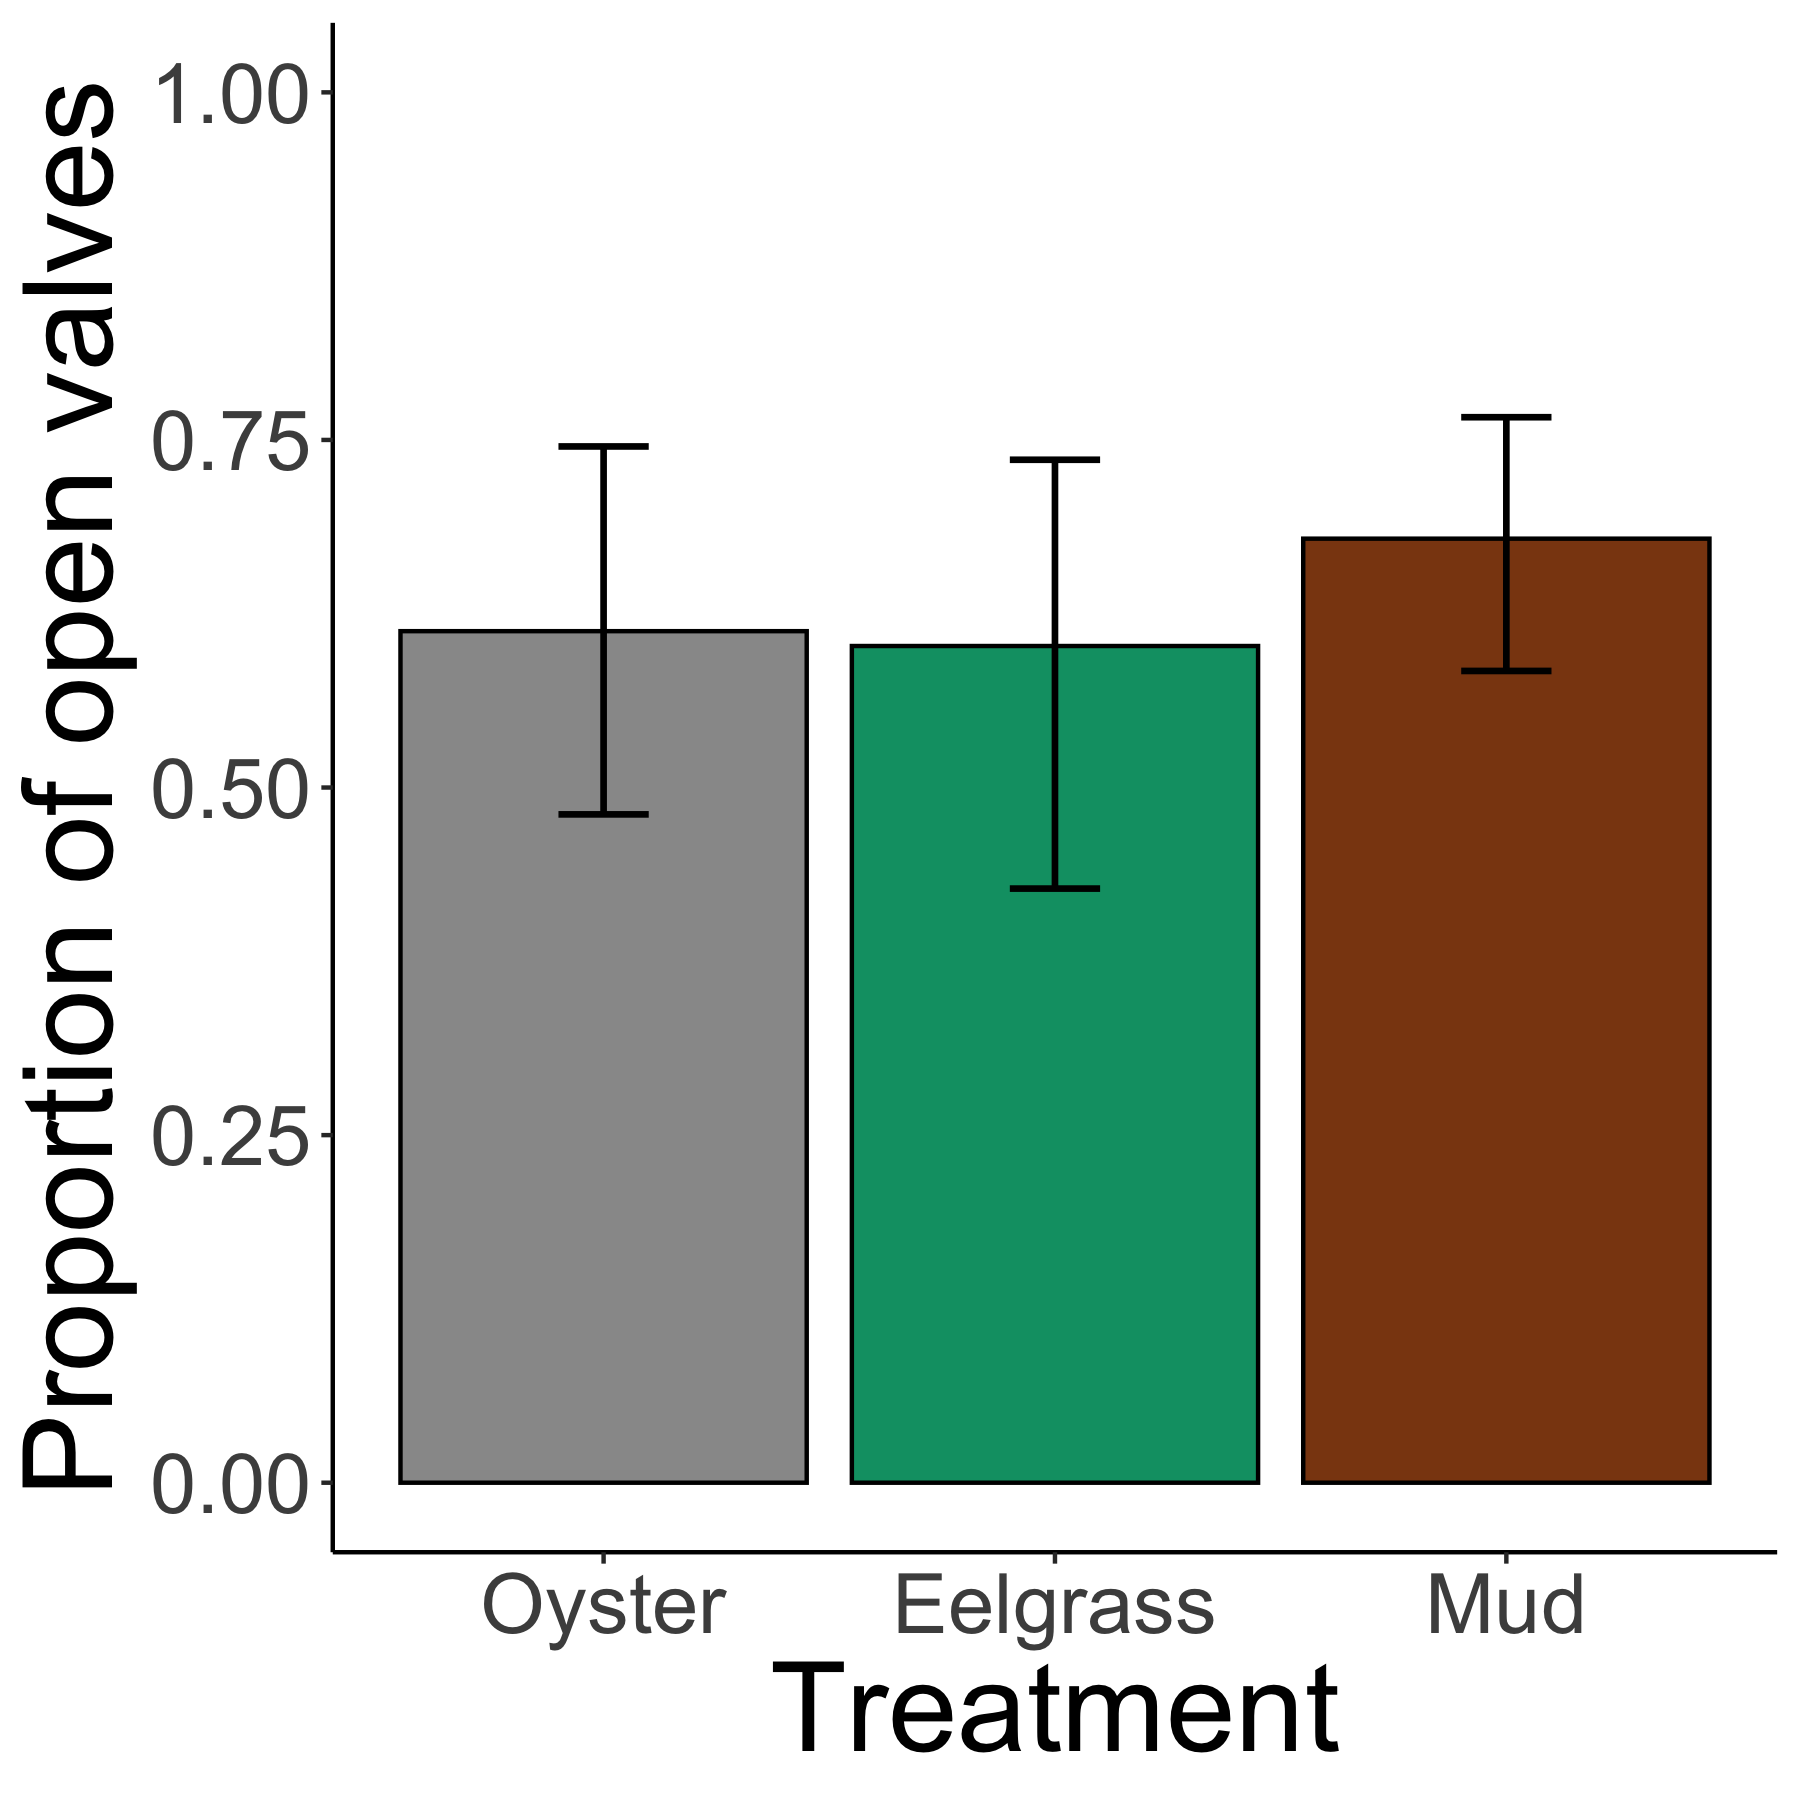 Proportion of open valves
1.00
0.75
0.50
0.25
0.00
Oyster Eelgrass Mud
Treatment